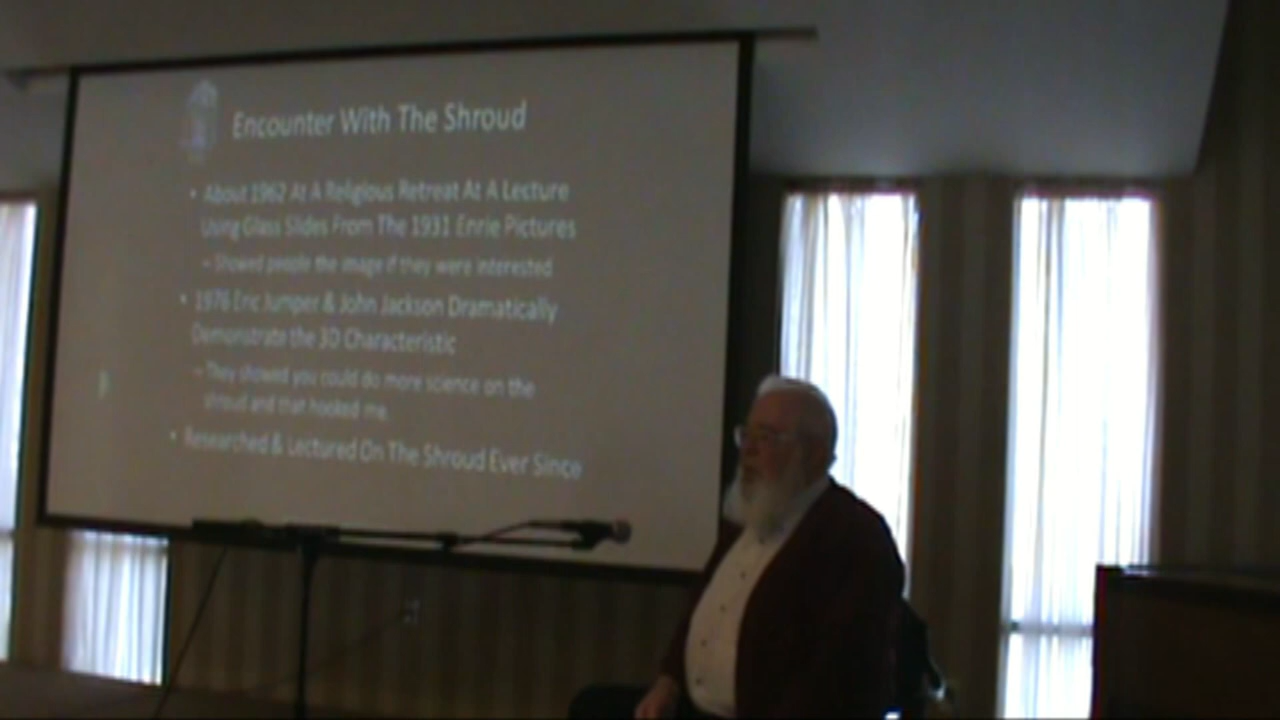 Encounter With The Shroud
• About 1962 At A Religious Retreat At A Lecture
Using Glass Slides From The 1931 Enrie Pictures
– Showed people the image if they were interested
• 1976 Eric Jumper & John Jackson Dramatically
Demonstrate the 3D Characteristic
– They showed you could do more science on the
shroud and that hooked me.
• Researched & Lectured On The Shroud Ever Since